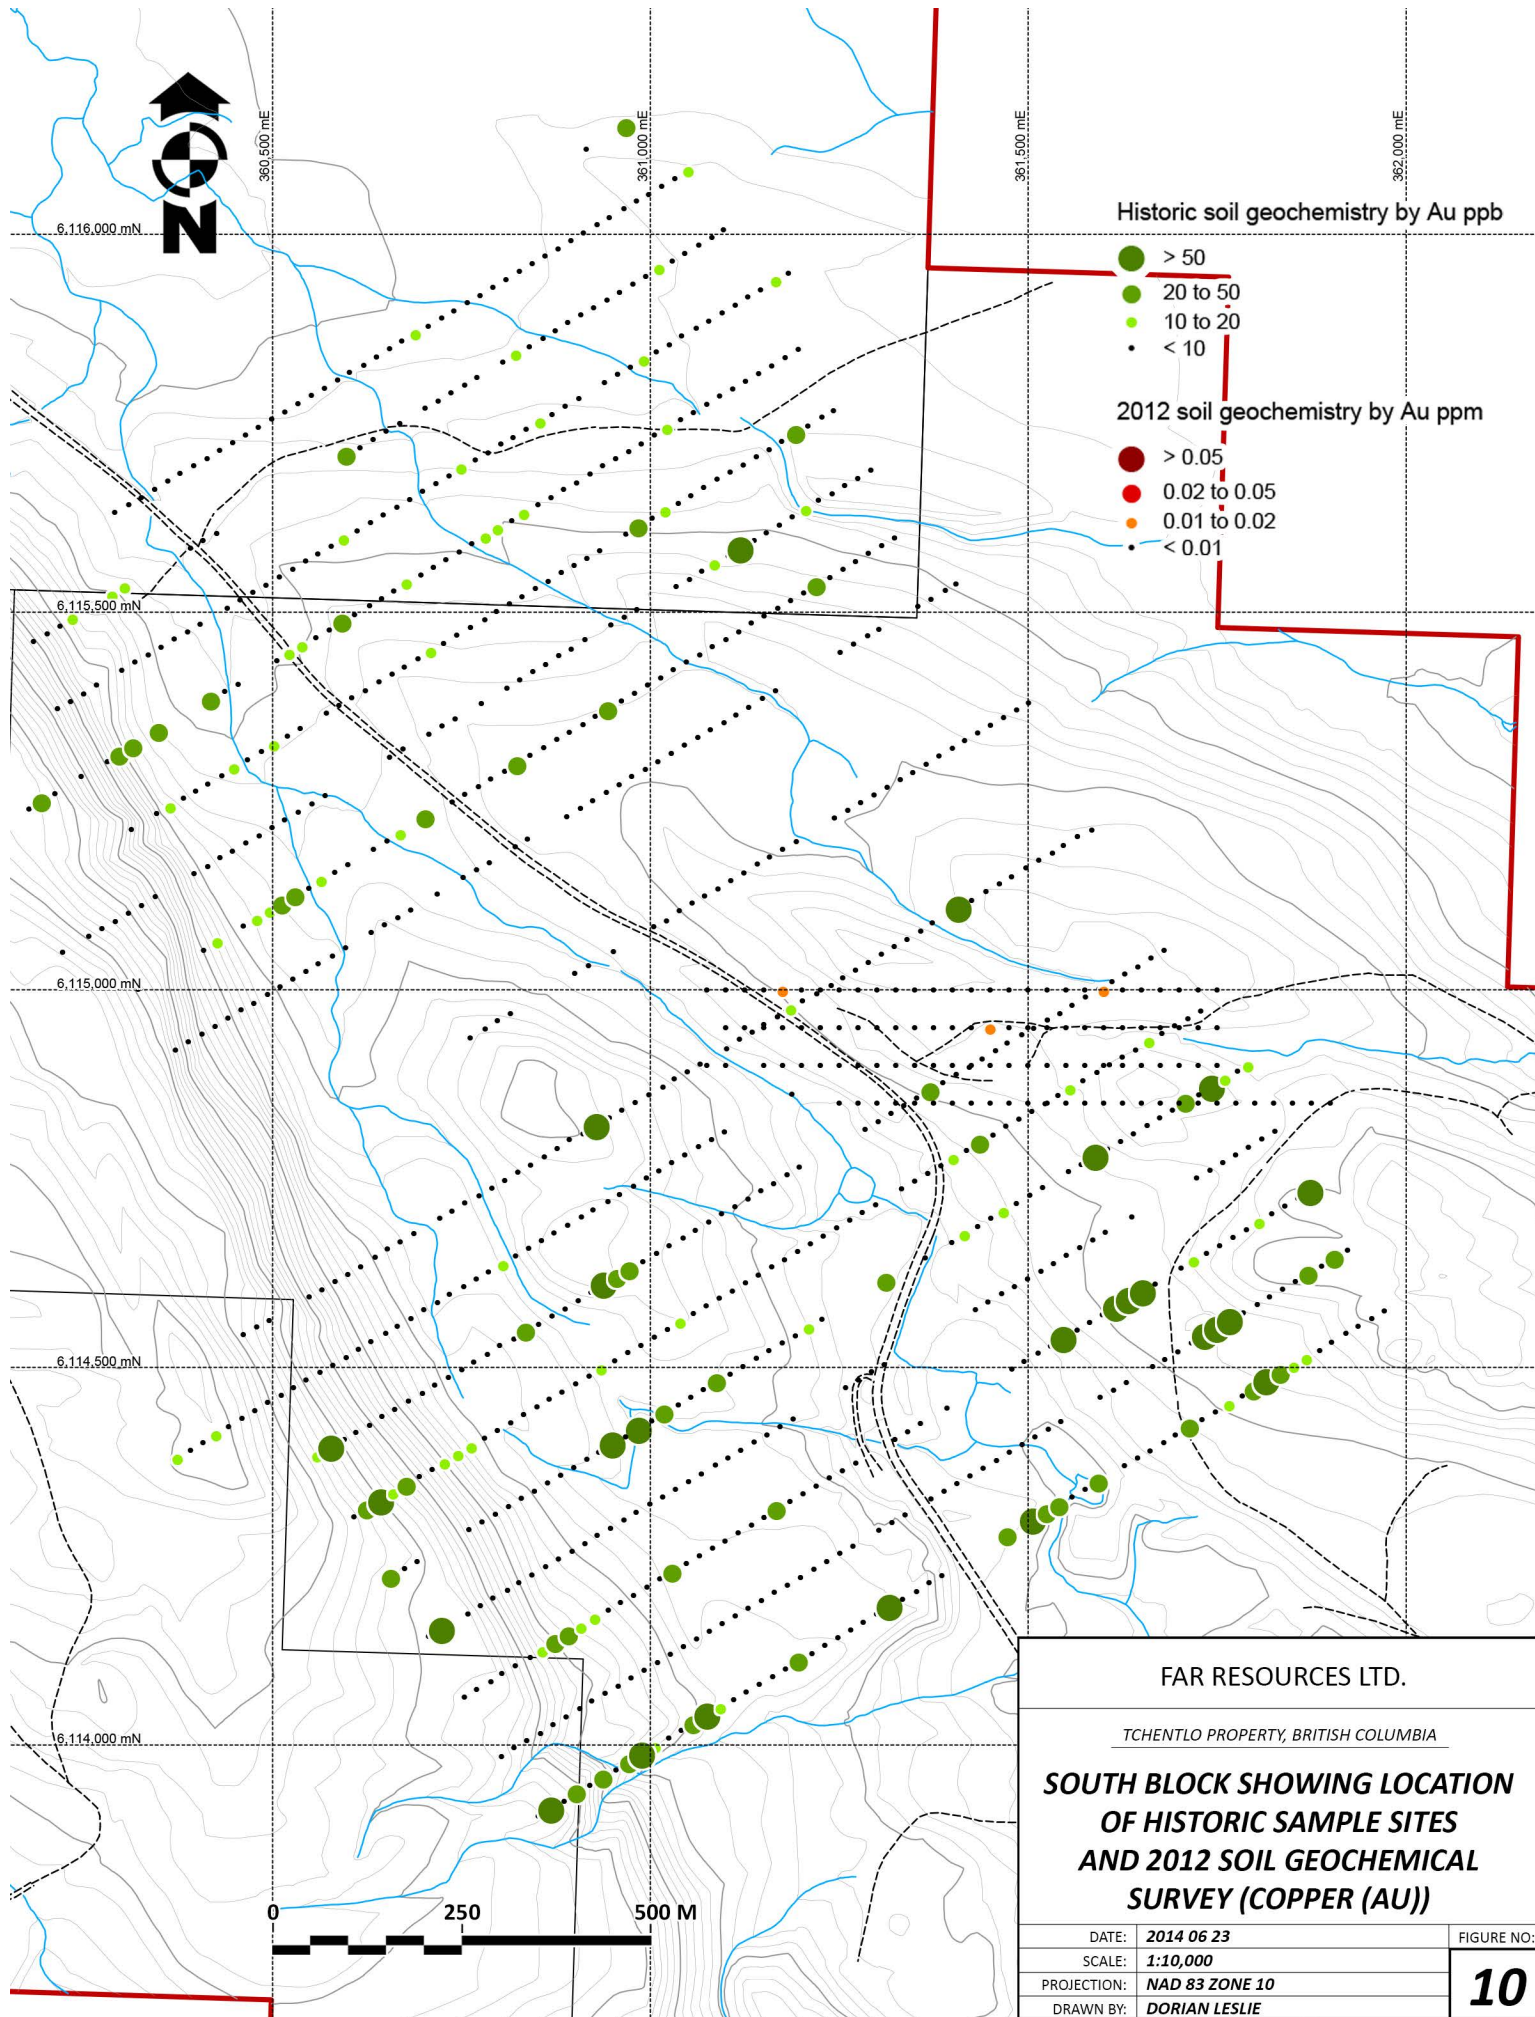 N
360,500 mE
361,000 mE
361,500 mE
362,000 mE
6,116,000 mN
Historic soil geochemistry by Au ppb
> 50
20 to 50
10 to 20
< 10
2012 soil geochemistry by Au ppm
> 0.05
0.02 to 0.05
0.01 to 0.02
< 0.01
6,115,500 mN
6,115,000 mN
6,114,500 mN
6,114,000 mN
0 250 500 M
FAR RESOURCES LTD.
TCHENTLO PROPERTY, BRITISH COLUMBIA
SOUTH BLOCK SHOWING LOCATION
OF HISTORIC SAMPLE SITES
AND 2012 SOIL GEOCHEMICAL
SURVEY (COPPER (AU))
DATE: 2014 06 23
SCALE: 1:10,000
PROJECTION: NAD 83 ZONE 10
DRAWN BY: DORIAN LESLIE
FIGURE NO:
10